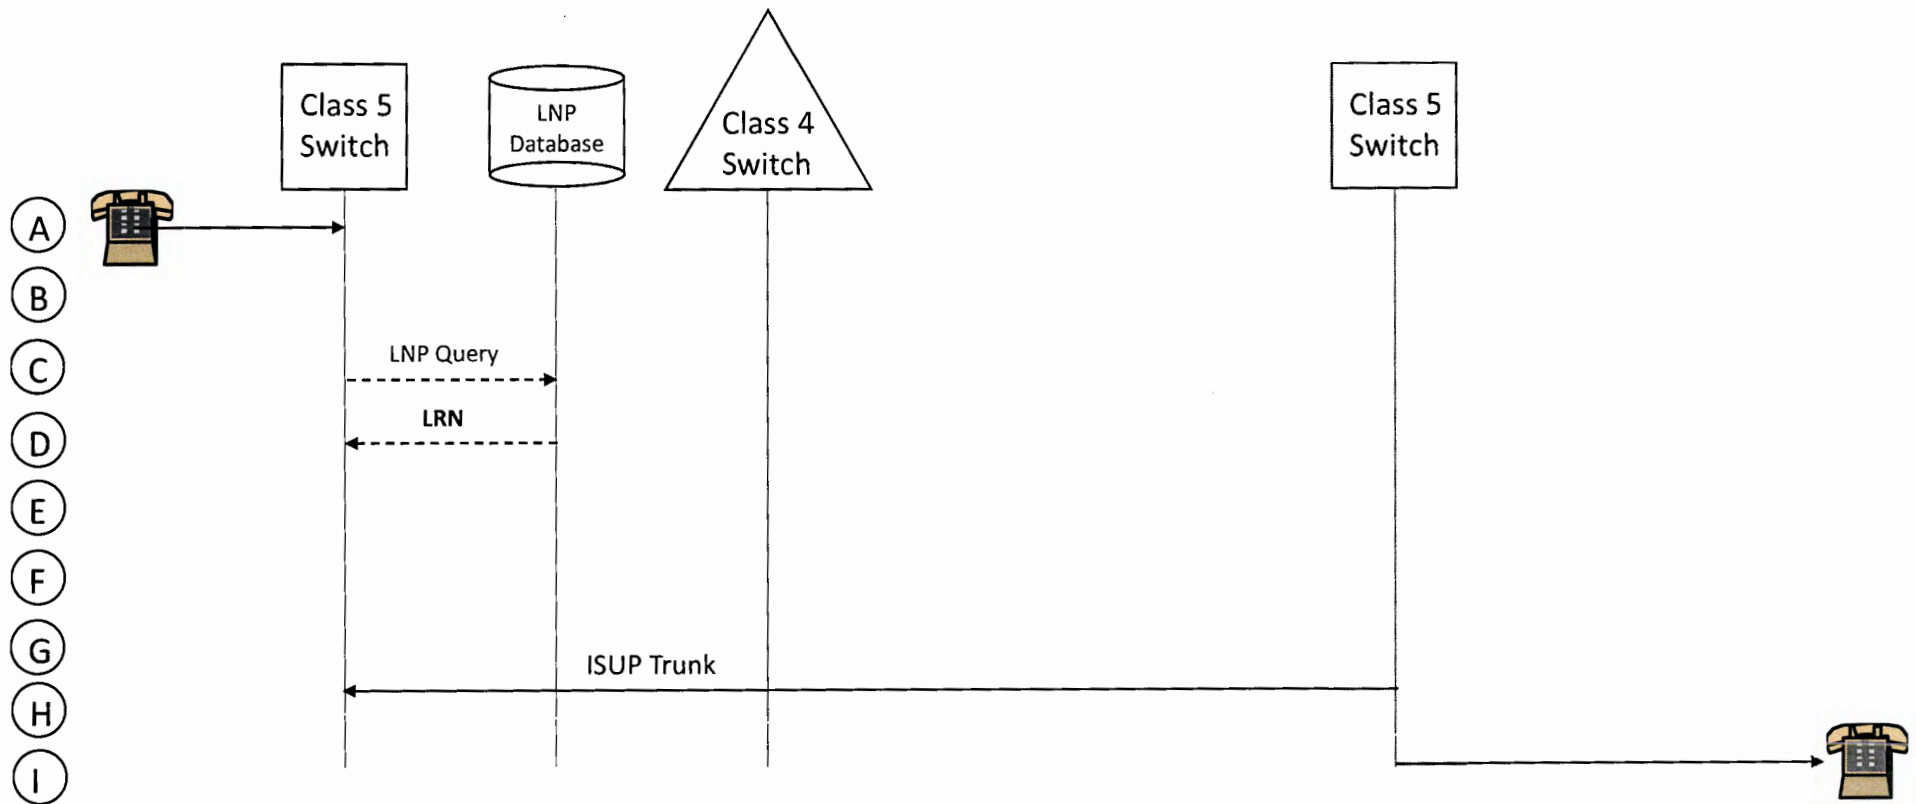 Class 5
Switch
LNP
Database
Class 4
Switch
Class 5
Switch
A
B
C
LNP Query
D
LRN
E
F
G
ISUP Trunk
H
I